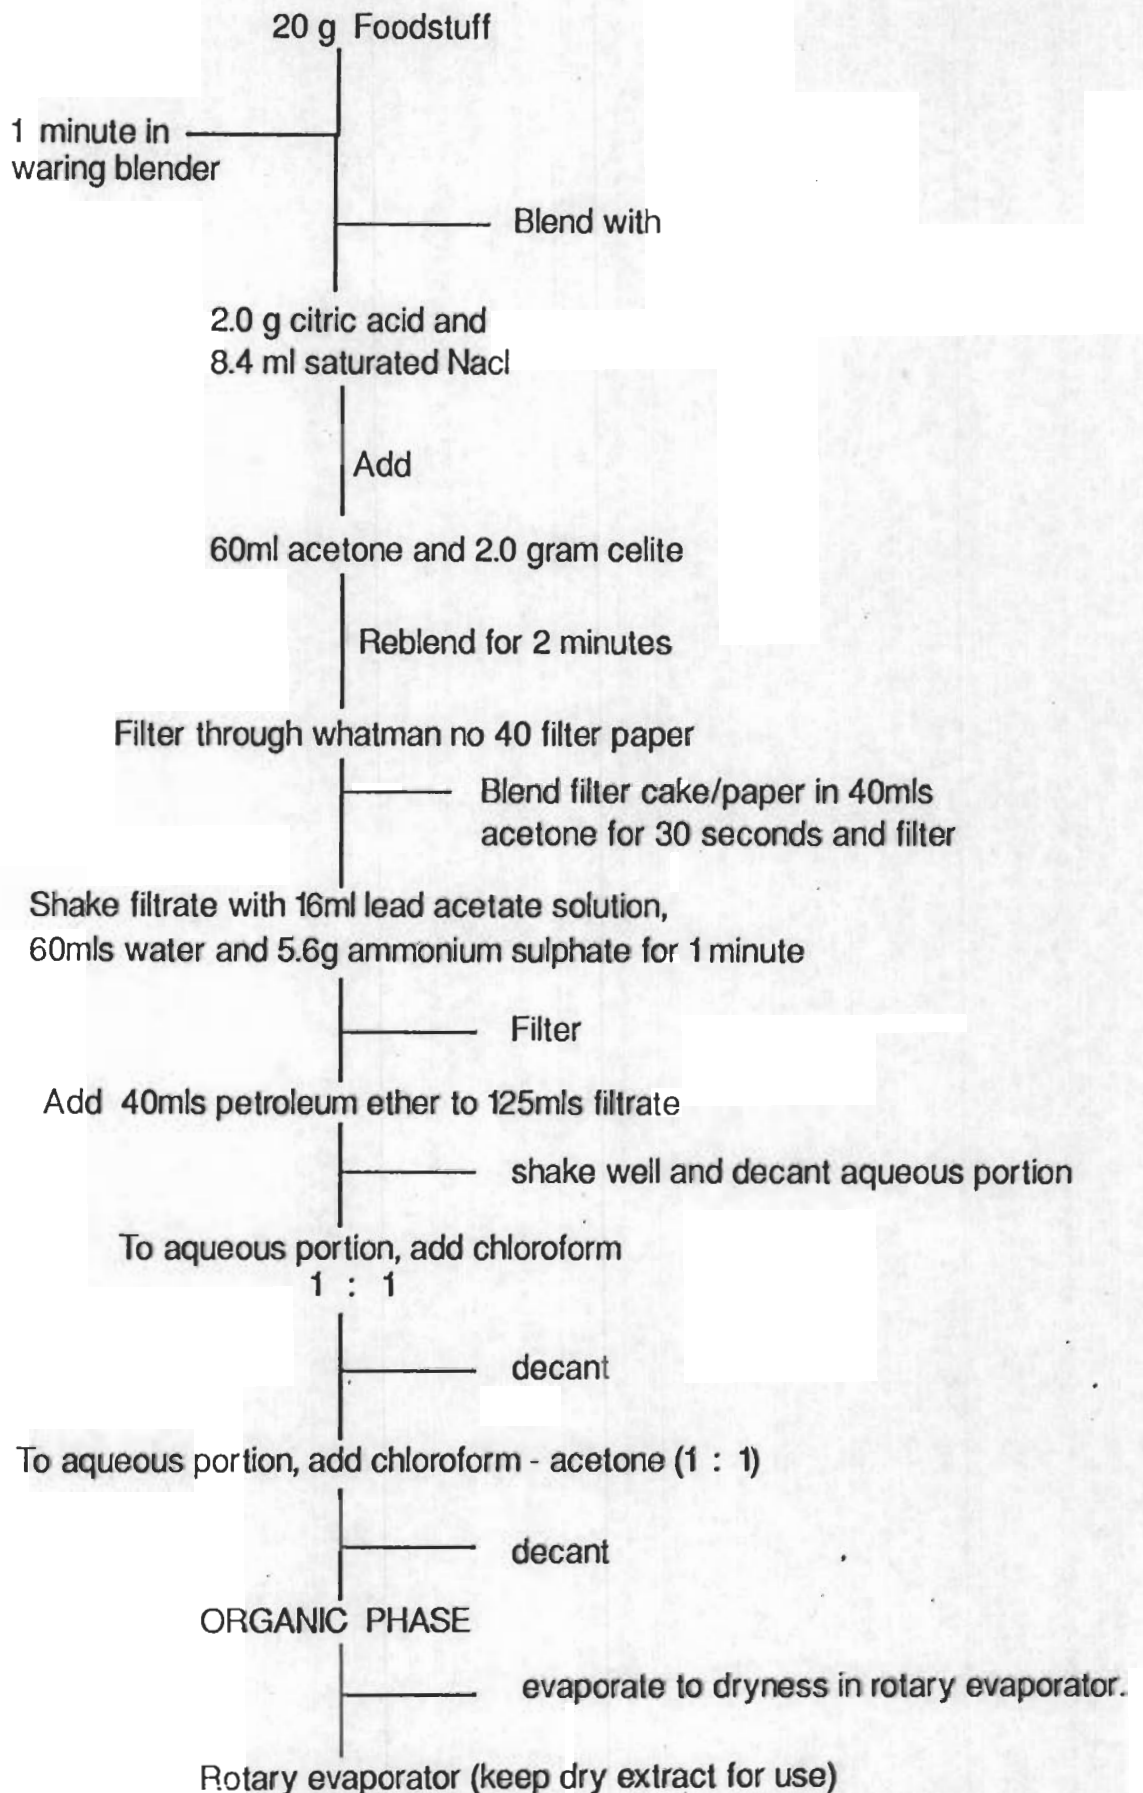 20 g Foodstuff
1 minute in
waring blender
Blend with
2.0 g citric acid and
8.4 ml saturated Nacl
Add
60ml acetone and 2.0 gram celite
Reblend for 2 minutes
Filter through whatman no 40 filter paper
Blend filter cake/paper in 40mls
acetone for 30 seconds and filter
Shake filtrate with 16ml lead acetate solution,
60mls water and 5.6g ammonium sulphate for 1 minute
Filter
Add 40mls petroleum ether to 125mls filtrate
shake well and decant aqueous portion
To aqueous portion, add chloroform
1 : 1
decant
To aqueous portion, add chloroform - acetone (1 : 1)
decant
ORGANIC PHASE
evaporate to dryness in rotary evaporator.
Rotary evaporator (keep dry extract for use)